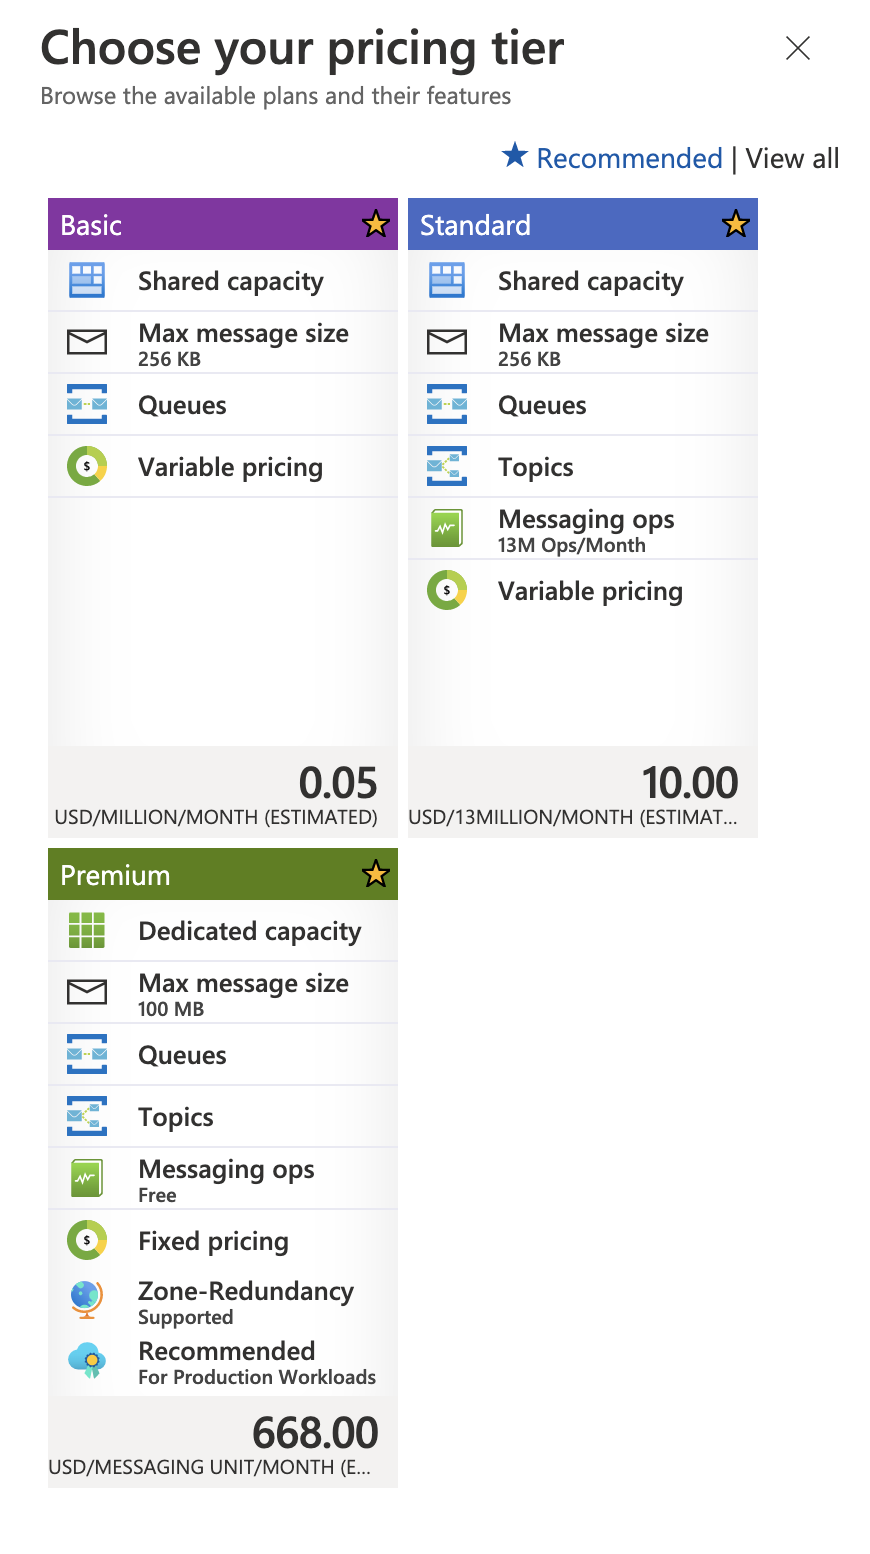 Choose your pricing tier
Browse the available plans and their features
Recommended | View all
Basic
Shared capacity
Max message size
256 KB
Queues
$
Variable pricing
0.05
USD/MILLION/MONTH (ESTIMATED)
Standard
Shared capacity
Max message size
256 KB
Queues
Topics
Messaging ops
13M Ops/Month
$
Variable pricing
10.00
USD/13MILLION/MONTH (ESTIMAT...
Premium
Dedicated capacity
Max message size
100 MB
Queues
Topics
Messaging ops
Free
$
Fixed pricing
Zone-Redundancy
Supported
Recommended
For Production Workloads
668.00
USD/MESSAGING UNIT/MONTH (E...